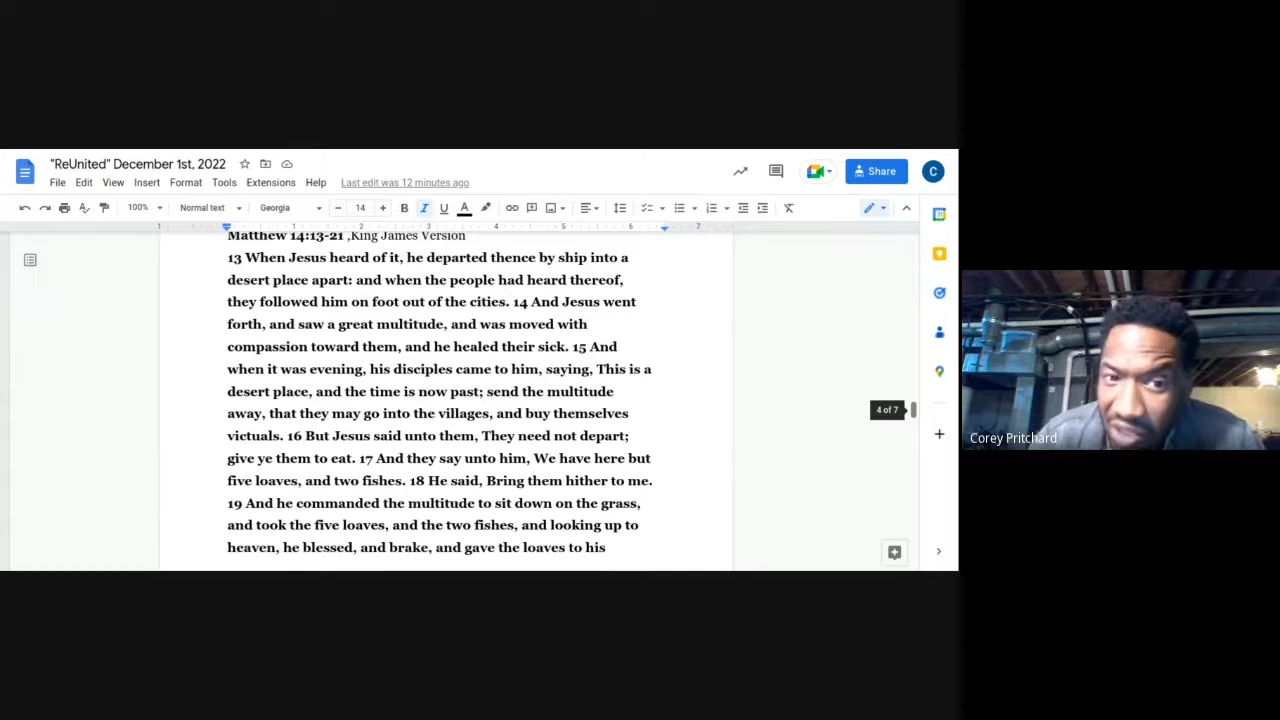 "ReUnited" December 1st, 2022
File Edit View Insert Format Tools Extensions Help Last edit was 12 minutes ago
Share
C
100% Normal text Georgia 14 B I U A
1 1 2 3 4 5 6 7
Matthew 14:13-21 ,King James Version
13 When Jesus heard of it, he departed thence by ship into a
desert place apart: and when the people had heard thereof,
they followed him on foot out of the cities. 14 And Jesus went
forth, and saw a great multitude, and was moved with
compassion toward them, and he healed their sick. 15 And
when it was evening, his disciples came to him, saying, This is a
desert place, and the time is now past; send the multitude
away, that they may go into the villages, and buy themselves
victuals. 16 But Jesus said unto them, They need not depart;
give ye them to eat. 17 And they say unto him, We have here but
five loaves, and two fishes. 18 He said, Bring them hither to me.
19 And he commanded the multitude to sit down on the grass,
and took the five loaves, and the two fishes, and looking up to
heaven, he blessed, and brake, and gave the loaves to his
4 of 7
Corey Pritchard